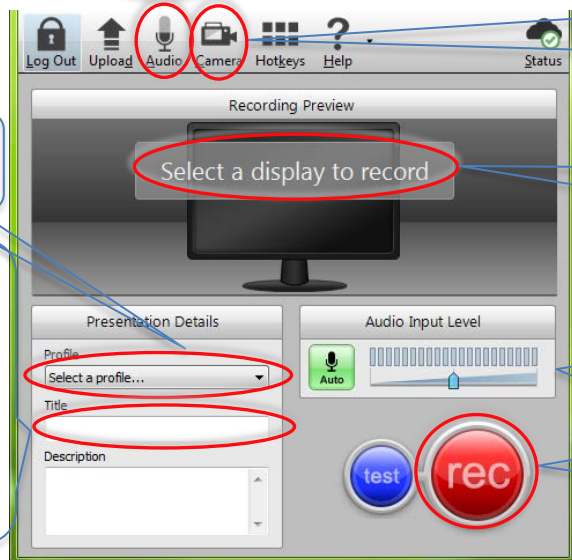 Log Out Upload Audio Camera Hotkeys Help Status
Recording Preview
Select a display to record
Presentation Details
Profile
Select a profile...
Title
Description
Audio Input Level
Auto
test
rec